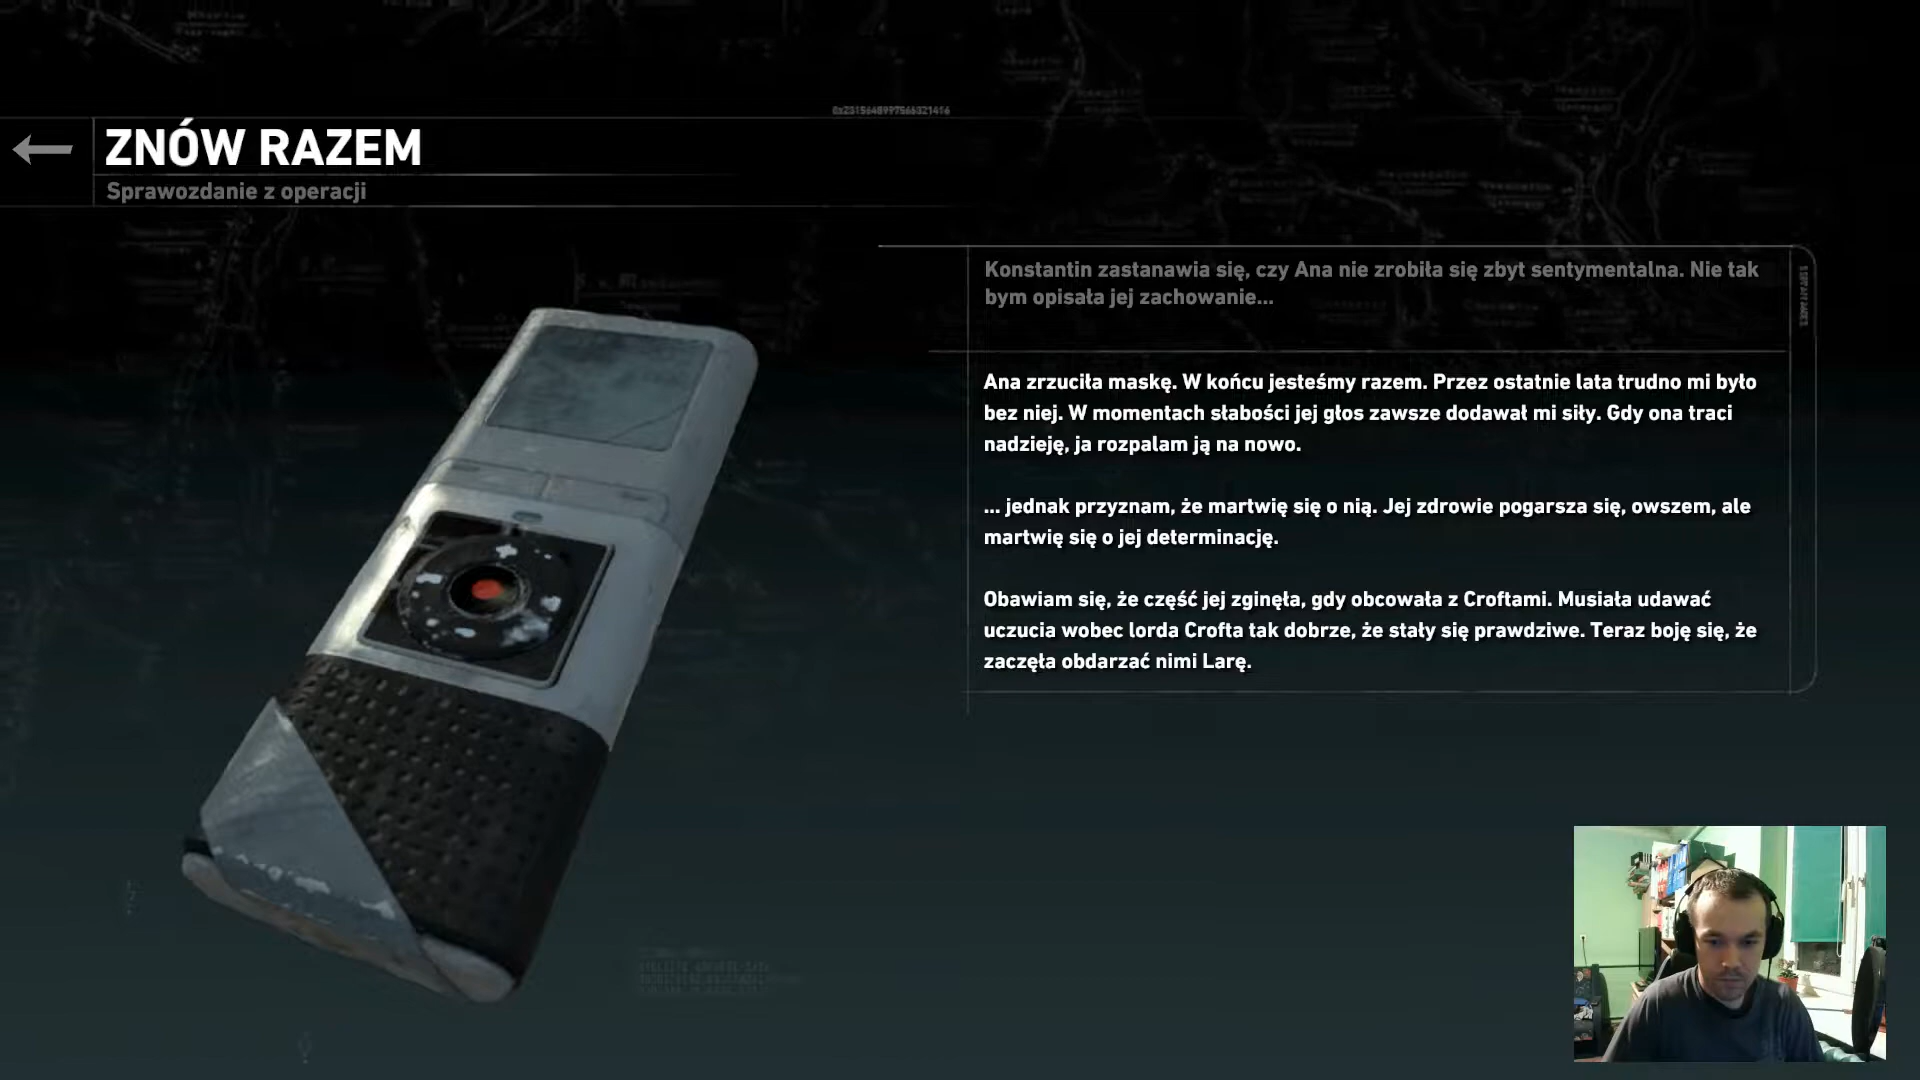 0x2315648997565321416
ZNÓW RAZEM
Sprawozdanie z operacji
Konstantin zastanawia się, czy Ana nie zrobiła się zbyt sentymentalna. Nie tak
bym opisała jej zachowanie...
Ana zrzuciła maskę. W końcu jesteśmy razem. Przez ostatnie lata trudno mi było
bez niej. W momentach słabości jej głos zawsze dodawał mi siły. Gdy ona traci
nadzieję, ja rozpalam ją na nowo.
... jednak przyznam, że martwię się o nią. Jej zdrowie pogarsza się, owszem, ale
martwię się o jej determinację.
Obawiam się, że część jej zginęła, gdy obcowała z Croftami. Musiała udawać
uczucia wobec lorda Crofta tak dobrze, że stały się prawdziwe. Teraz boję się, że
zaczęła obdarzać nimi Larę.